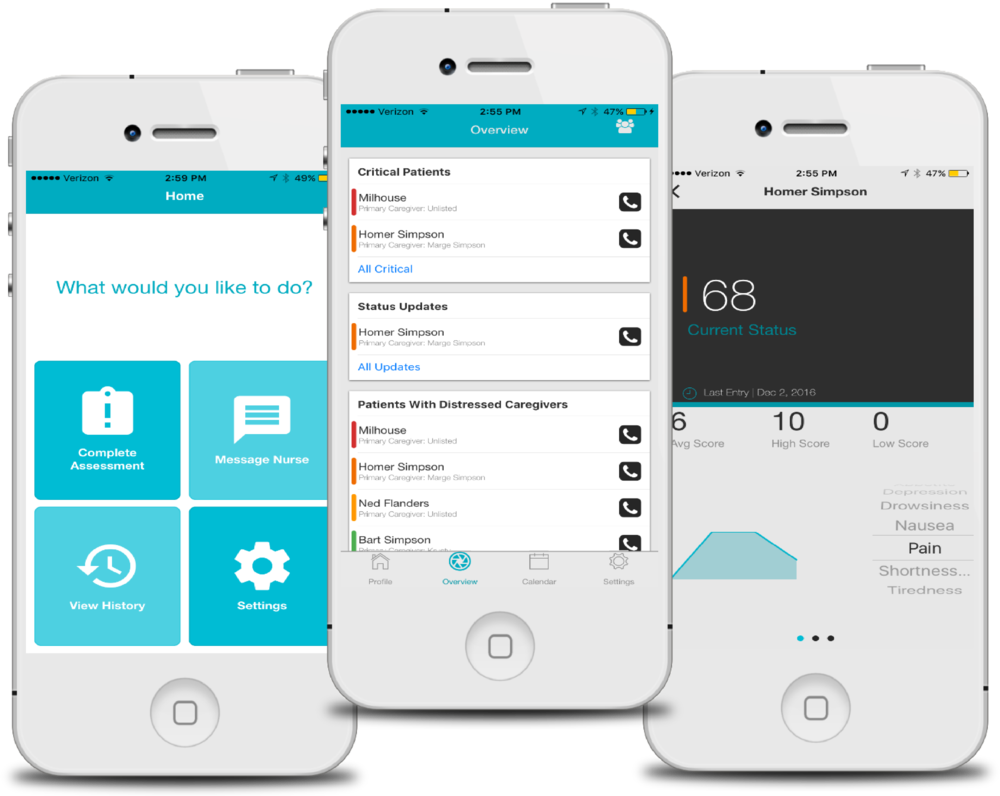 Verizon 2:59 PM 49%
Home
What would you like to do?
Complete
Assessment
Message Nurse
View History
Settings
Verizon 2:55 PM 47%
Overview
Critical Patients
Milhouse
Primary Caregiver: Unlisted
Homer Simpson
Primary Caregiver: Marge Simpson
All Critical
Status Updates
Homer Simpson
Primary Caregiver: Marge Simpson
All Updates
Patients With Distressed Caregivers
Milhouse
Primary Caregiver: Unlisted
Homer Simpson
Primary Caregiver: Marge Simpson
Ned Flanders
Primary Caregiver: Unlisted
Bart Simpson
Primary Caregiver:
Profile
Overview
Calendar
Settings
Verizon 2:55 PM 47%
Homer Simpson
68
Current Status
Last Entry | Dec 2, 2016
6 10 0
Avg Score High Score Low Score
Depression
Drowsiness
Nausea
Pain
Shortness...
Tiredness